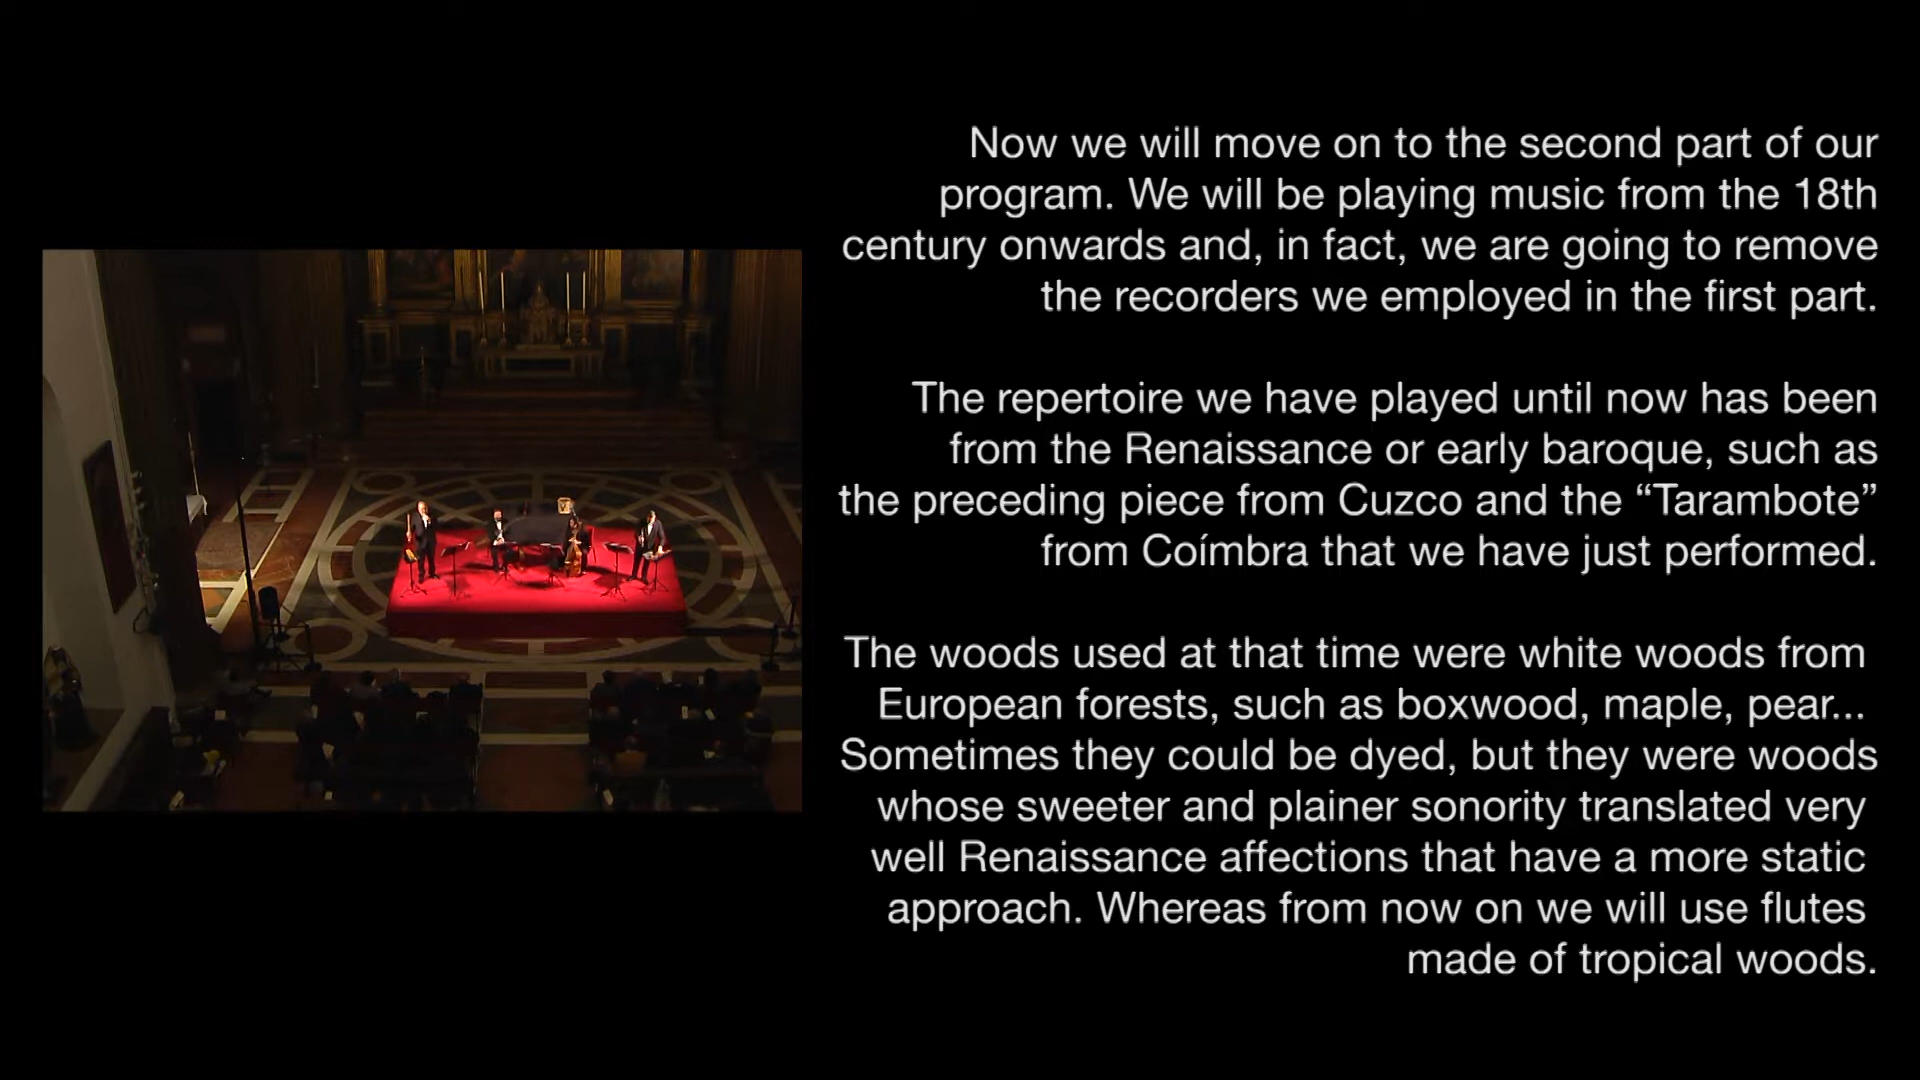 Now we will move on to the second part of our
program. We will be playing music from the 18th
century onwards and, in fact, we are going to remove
the recorders we employed in the first part.
The repertoire we have played until now has been
from the Renaissance or early baroque, such as
the preceding piece from Cuzco and the “Tarambote”
from Coímbra that we have just performed.
The woods used at that time were white woods from
European forests, such as boxwood, maple, pear...
Sometimes they could be dyed, but they were woods
whose sweeter and plainer sonority translated very
well Renaissance affections that have a more static
approach. Whereas from now on we will use flutes
made of tropical woods.